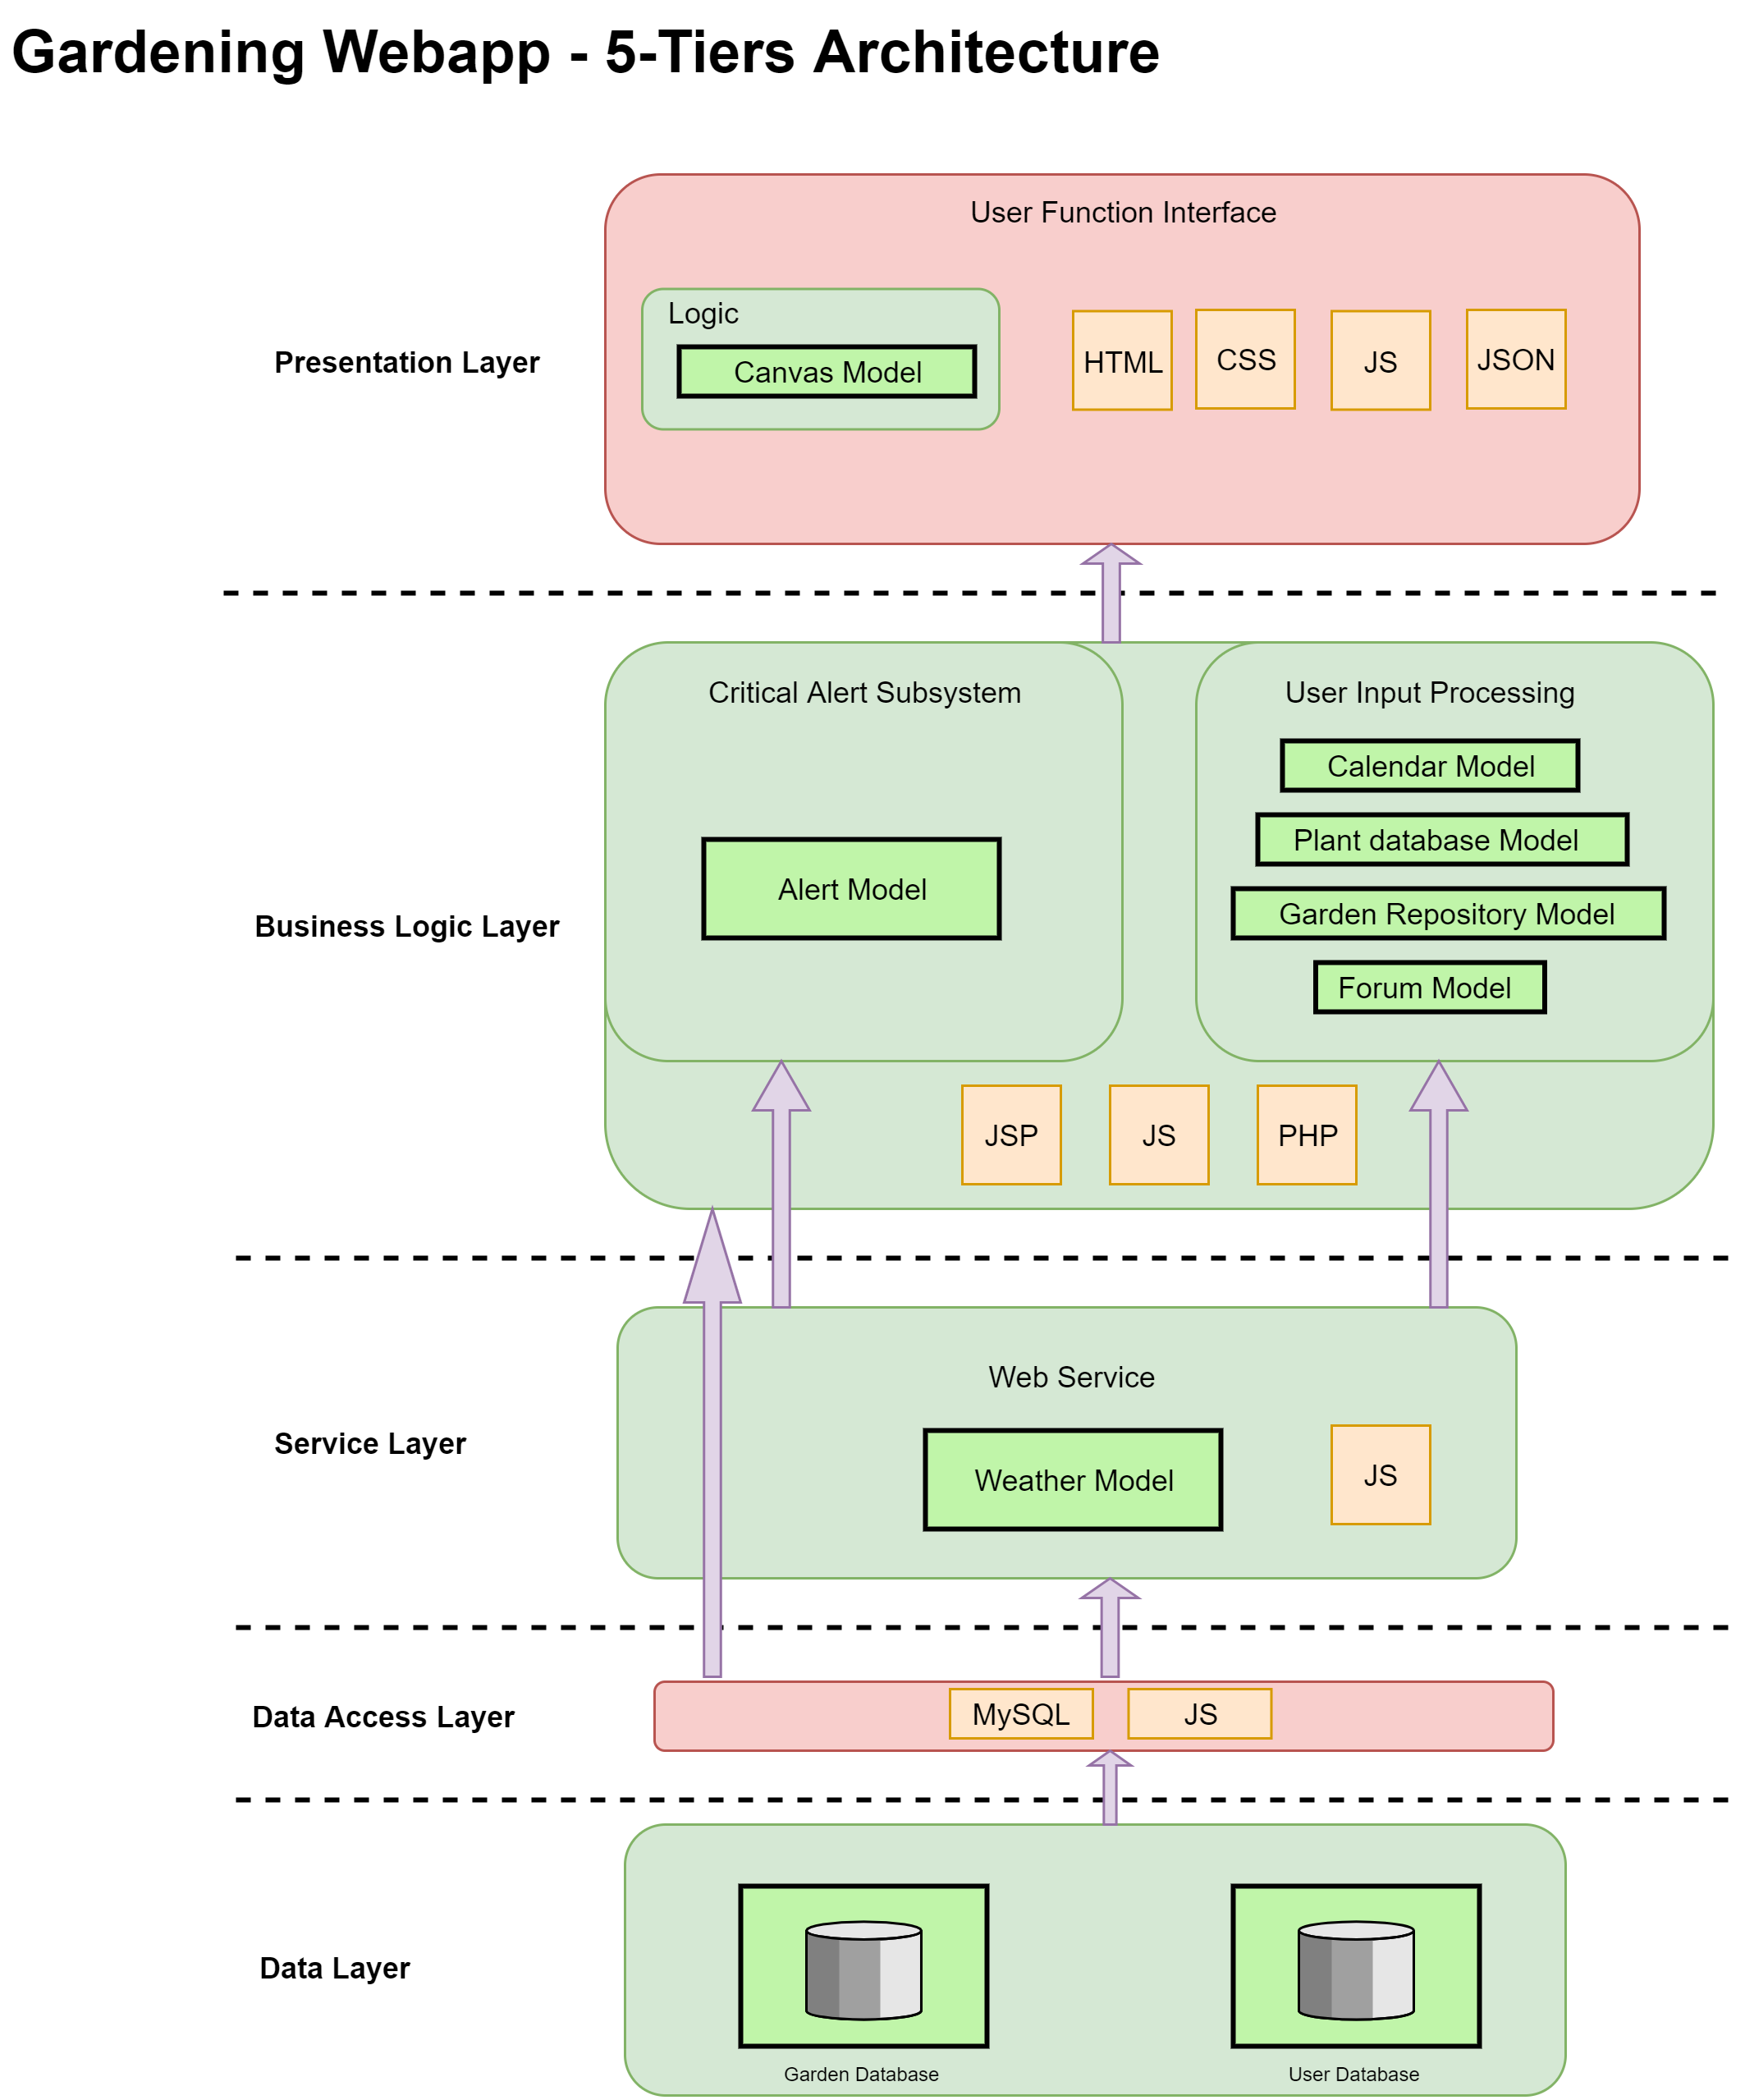 Gardening Webapp - 5-Tiers Architecture
User Function Interface
Logic
Canvas Model
HTML
CSS
JS
JSON
Presentation Layer
Critical Alert Subsystem
User Input Processing
Calendar Model
Plant database Model
Alert Model
Garden Repository Model
Business Logic Layer
Forum Model
JSP
JS
PHP
Web Service
Service Layer
Weather Model
JS
Data Access Layer
MySQL
JS
Data Layer
Garden Database
User Database